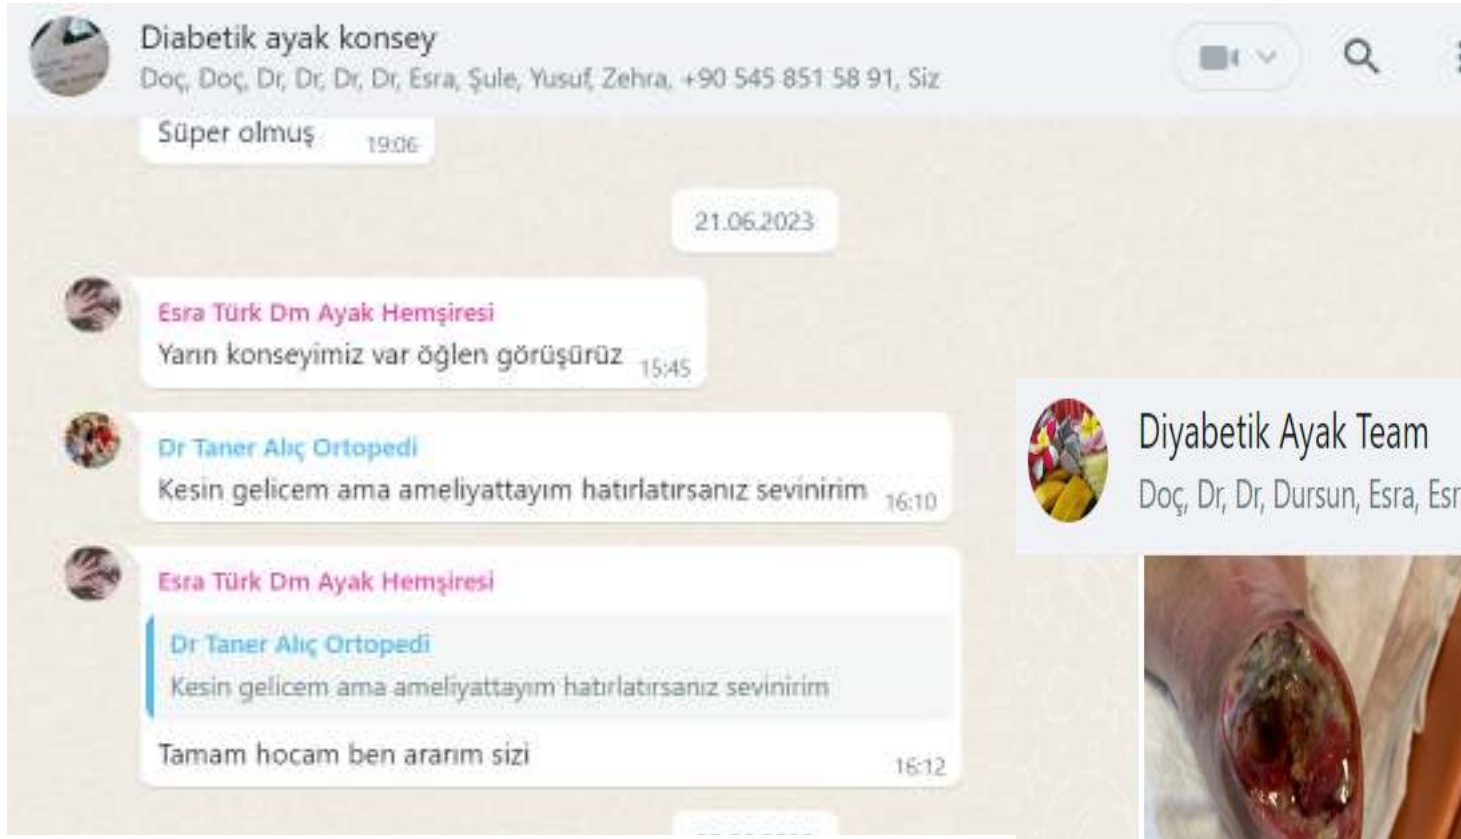 Diabetik ayak konsey
Doç, Doç, Dr, Dr, Dr, Dr, Esra, Şule, Yusuf, Zehra, +90 545 851 58 91, Siz
Süper olmuş 19:06
21.06.2023
Esra Türk Dm Ayak Hemşiresi
Yarın konseyimiz var öğlen görüşürüz 15:45
Dr Taner Alıç Ortopedi
Kesin gelicem ama ameliyattayım hatırlatırsanız sevinirim 16:10
Esra Türk Dm Ayak Hemşiresi
Dr Taner Alıç Ortopedi
Kesin gelicem ama ameliyattayım hatırlatırsanız sevinirim
Tamam hocam ben ararım sizi 16:12
Diyabetik Ayak Team
Doç, Dr, Dr, Dursun, Esra, Esr